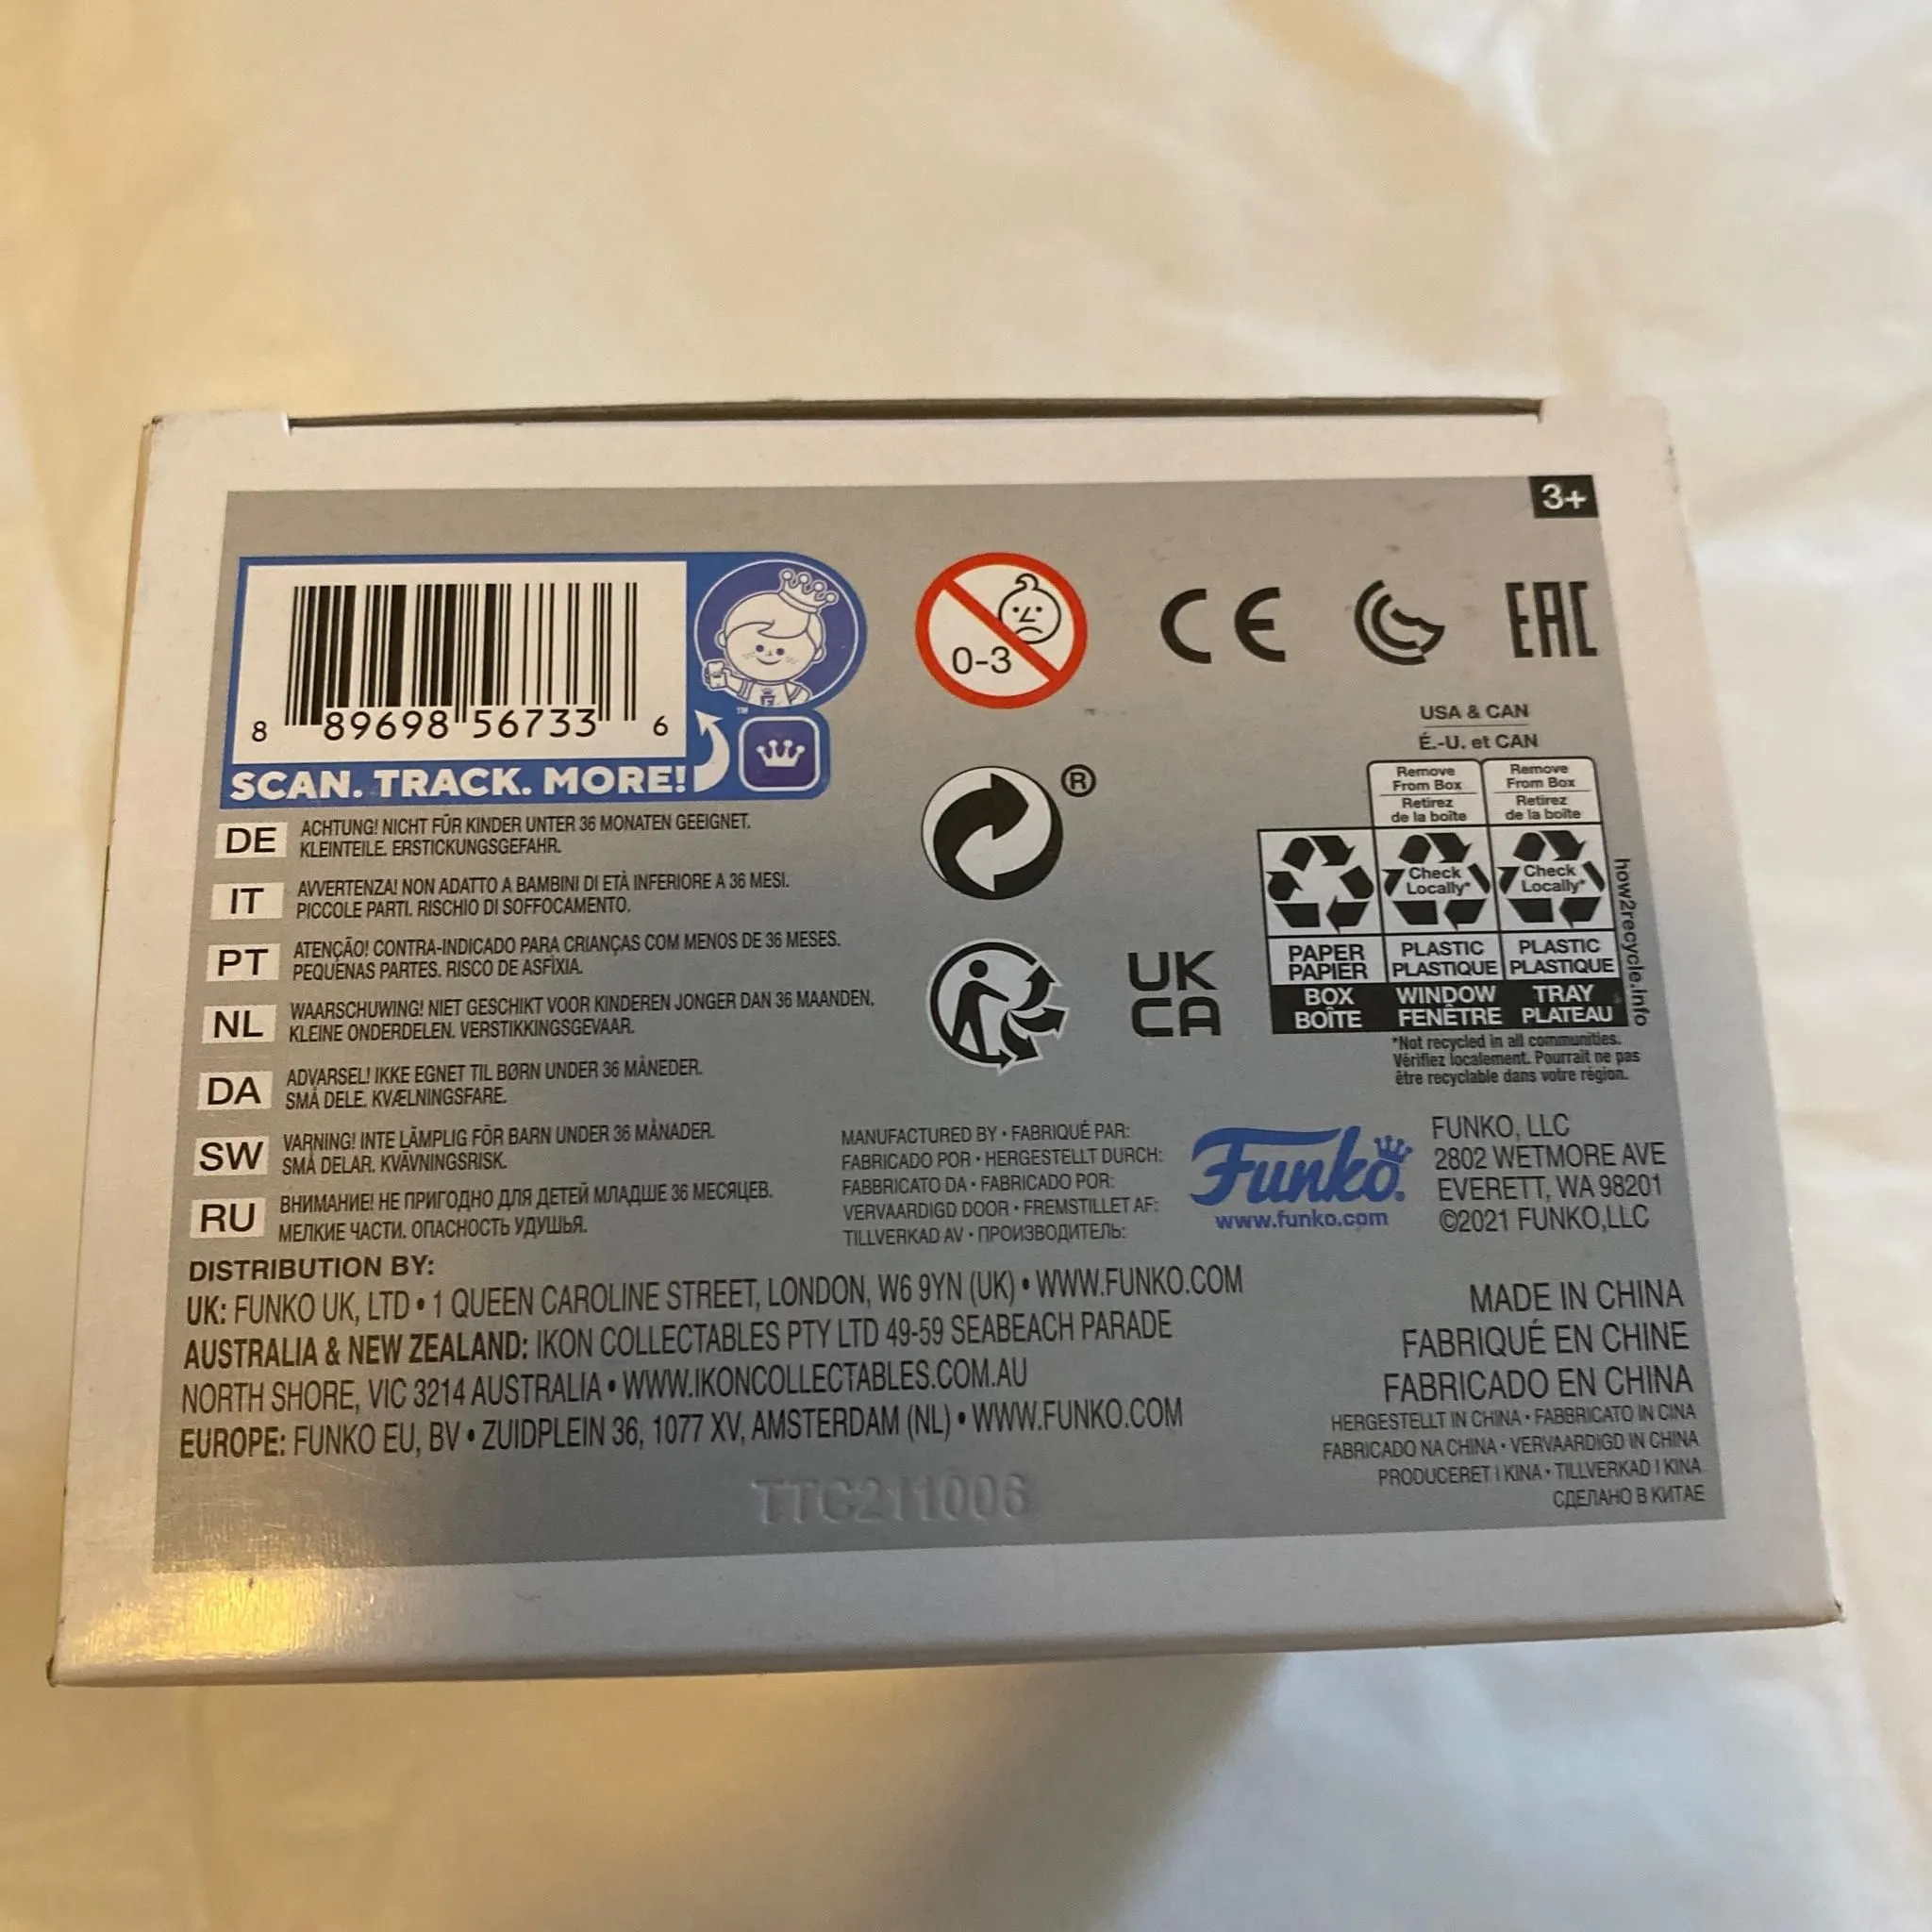 3+
8 89698 56733 6
SCAN. TRACK. MORE!
™
0-3
CE
EAC
DE
ACHTUNG! NICHT FÜR KINDER UNTER 36 MONATEN GEEIGNET.
KLEINTEILE. ERSTICKUNGSGEFAHR.
IT
AVVERTENZA! NON ADATTO A BAMBINI DI ETÀ INFERIORE A 36 MESI.
PICCOLE PARTI. RISCHIO DI SOFFOCAMENTO.
PT
ATENÇÃO! CONTRA-INDICADO PARA CRIANÇAS COM MENOS DE 36 MESES.
PEQUENAS PARTES. RISCO DE ASFIXIA.
NL
WAARSCHUWING! NIET GESCHIKT VOOR KINDEREN JONGER DAN 36 MAANDEN.
KLEINE ONDERDELEN. VERSTIKKINGSGEVAAR.
DA
ADVARSEL! IKKE EGNET TIL BØRN UNDER 36 MÅNEDER.
SMÅ DELE. KVÆLNINGSFARE.
SW
VARNING! INTE LÄMPLIG FÖR BARN UNDER 36 MÅNADER.
SMÅ DELAR. KVÄVNINGSRISK.
RU
ВНИМАНИЕ! НЕ ПРИГОДНО ДЛЯ ДЕТЕЙ МЛАДШЕ 36 МЕСЯЦЕВ.
МЕЛКИЕ ЧАСТИ. ОПАСНОСТЬ УДУШЬЯ.
®
UK
CA
USA & CAN
É.-U. et CAN
Remove
From Box
Retirez
de la boîte
Remove
From Box
Retirez
de la boîte
Check
Locally*
Check
Locally*
PAPER
PAPIER
PLASTIC
PLASTIQUE
PLASTIC
PLASTIQUE
BOX
BOÎTE
WINDOW
FENÊTRE
TRAY
PLATEAU
how2recycle.info
*Not recycled in all communities.
Vérifiez localement. Pourrait ne pas
être recyclable dans votre région.
MANUFACTURED BY • FABRIQUÉ PAR:
FABRICADO POR • HERGESTELLT DURCH:
FABBRICATO DA • FABRICADO POR:
VERVAARDIGD DOOR • FREMSTILLET AF:
TILLVERKAD AV • ПРОИЗВОДИТЕЛЬ:
Funko
www.funko.com
FUNKO, LLC
2802 WETMORE AVE
EVERETT, WA 98201
©2021 FUNKO,LLC
DISTRIBUTION BY:
UK: FUNKO UK, LTD • 1 QUEEN CAROLINE STREET, LONDON, W6 9YN (UK) • WWW.FUNKO.COM
AUSTRALIA & NEW ZEALAND: IKON COLLECTABLES PTY LTD 49-59 SEABEACH PARADE
NORTH SHORE, VIC 3214 AUSTRALIA • WWW.IKONCOLLECTABLES.COM.AU
EUROPE: FUNKO EU, BV • ZUIDPLEIN 36, 1077 XV, AMSTERDAM (NL) • WWW.FUNKO.COM
MADE IN CHINA
FABRIQUÉ EN CHINE
FABRICADO EN CHINA
HERGESTELLT IN CHINA • FABBRICATO IN CINA
FABRICADO NA CHINA • VERVAARDIGD IN CHINA
PRODUCERET I KINA • TILLVERKAD I KINA
СДЕЛАНО В КИТАЕ
TTC211006